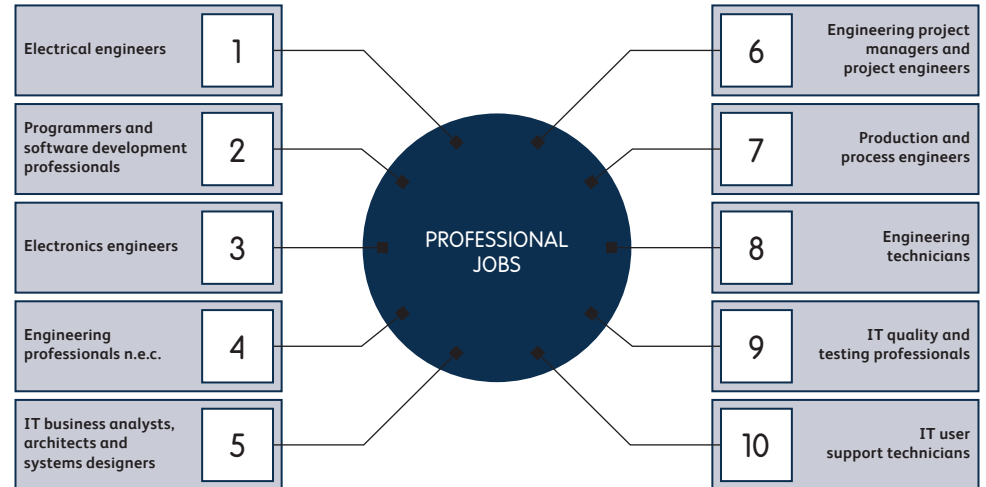 Electrical engineers
1
Programmers and
software development
professionals
2
Electronics engineers
3
Engineering
professionals n.e.c.
4
IT business analysts,
architects and
systems designers
5
PROFESSIONAL
JOBS
6
Engineering project
managers and
project engineers
7
Production and
process engineers
8
Engineering
technicians
9
IT quality and
testing professionals
10
IT user
support technicians